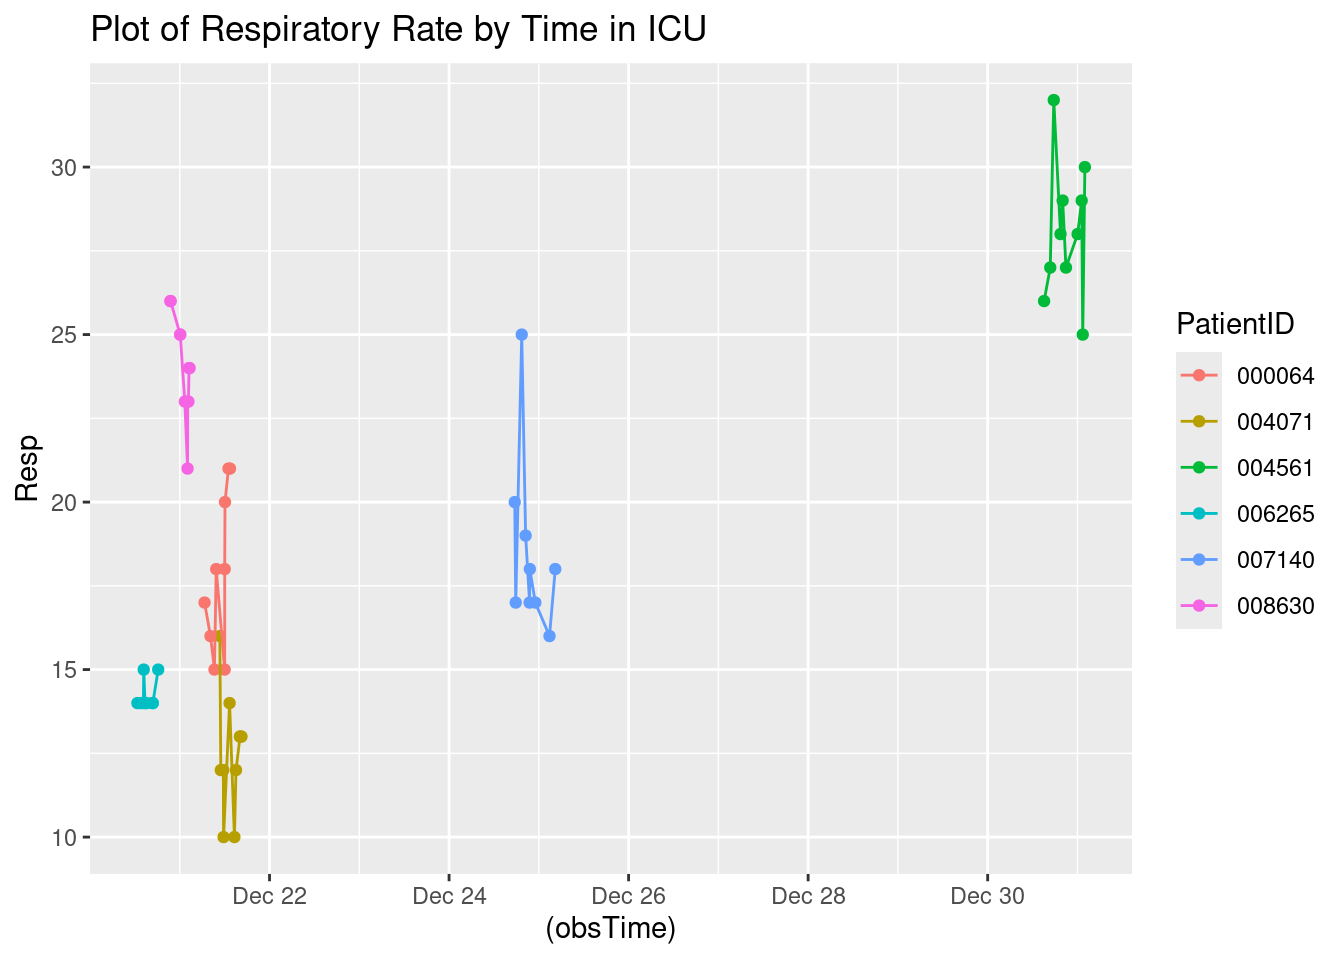 Plot of Respiratory Rate by Time in ICU
30
25
20
15
10
Resp
Dec 22
Dec 24
Dec 26
Dec 28
Dec 30
(obsTime)
PatientID
000064
004071
004561
006265
007140
008630